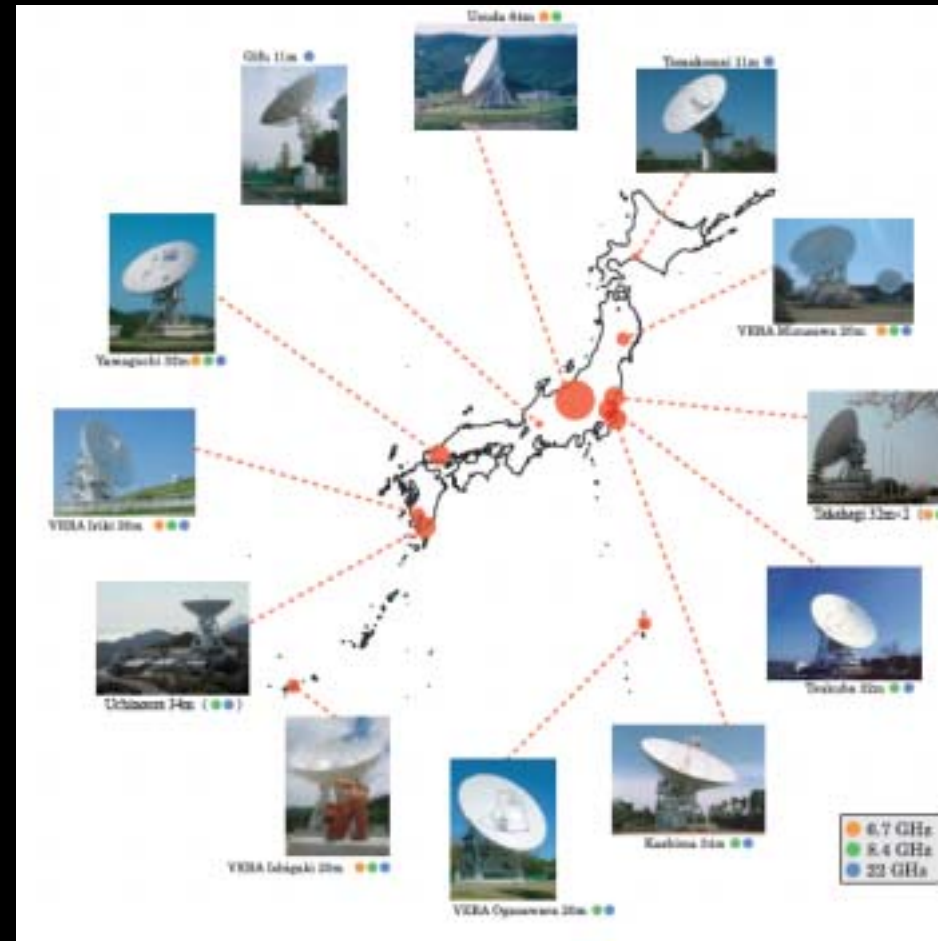 Usuda 64m
Gifu 11m
Tomakomai 11m
VERA Mizusawa 20m
Yamaguchi 32m
Takahagi 32m×2 (
VERA Iriki 20m
Tsukuba 32m
Uchinoura 34m ( )
Kashima 34m
VERA Ishigaki 20m
VERA Ogasawara 20m
6.7 GHz
8.4 GHz
22 GHz